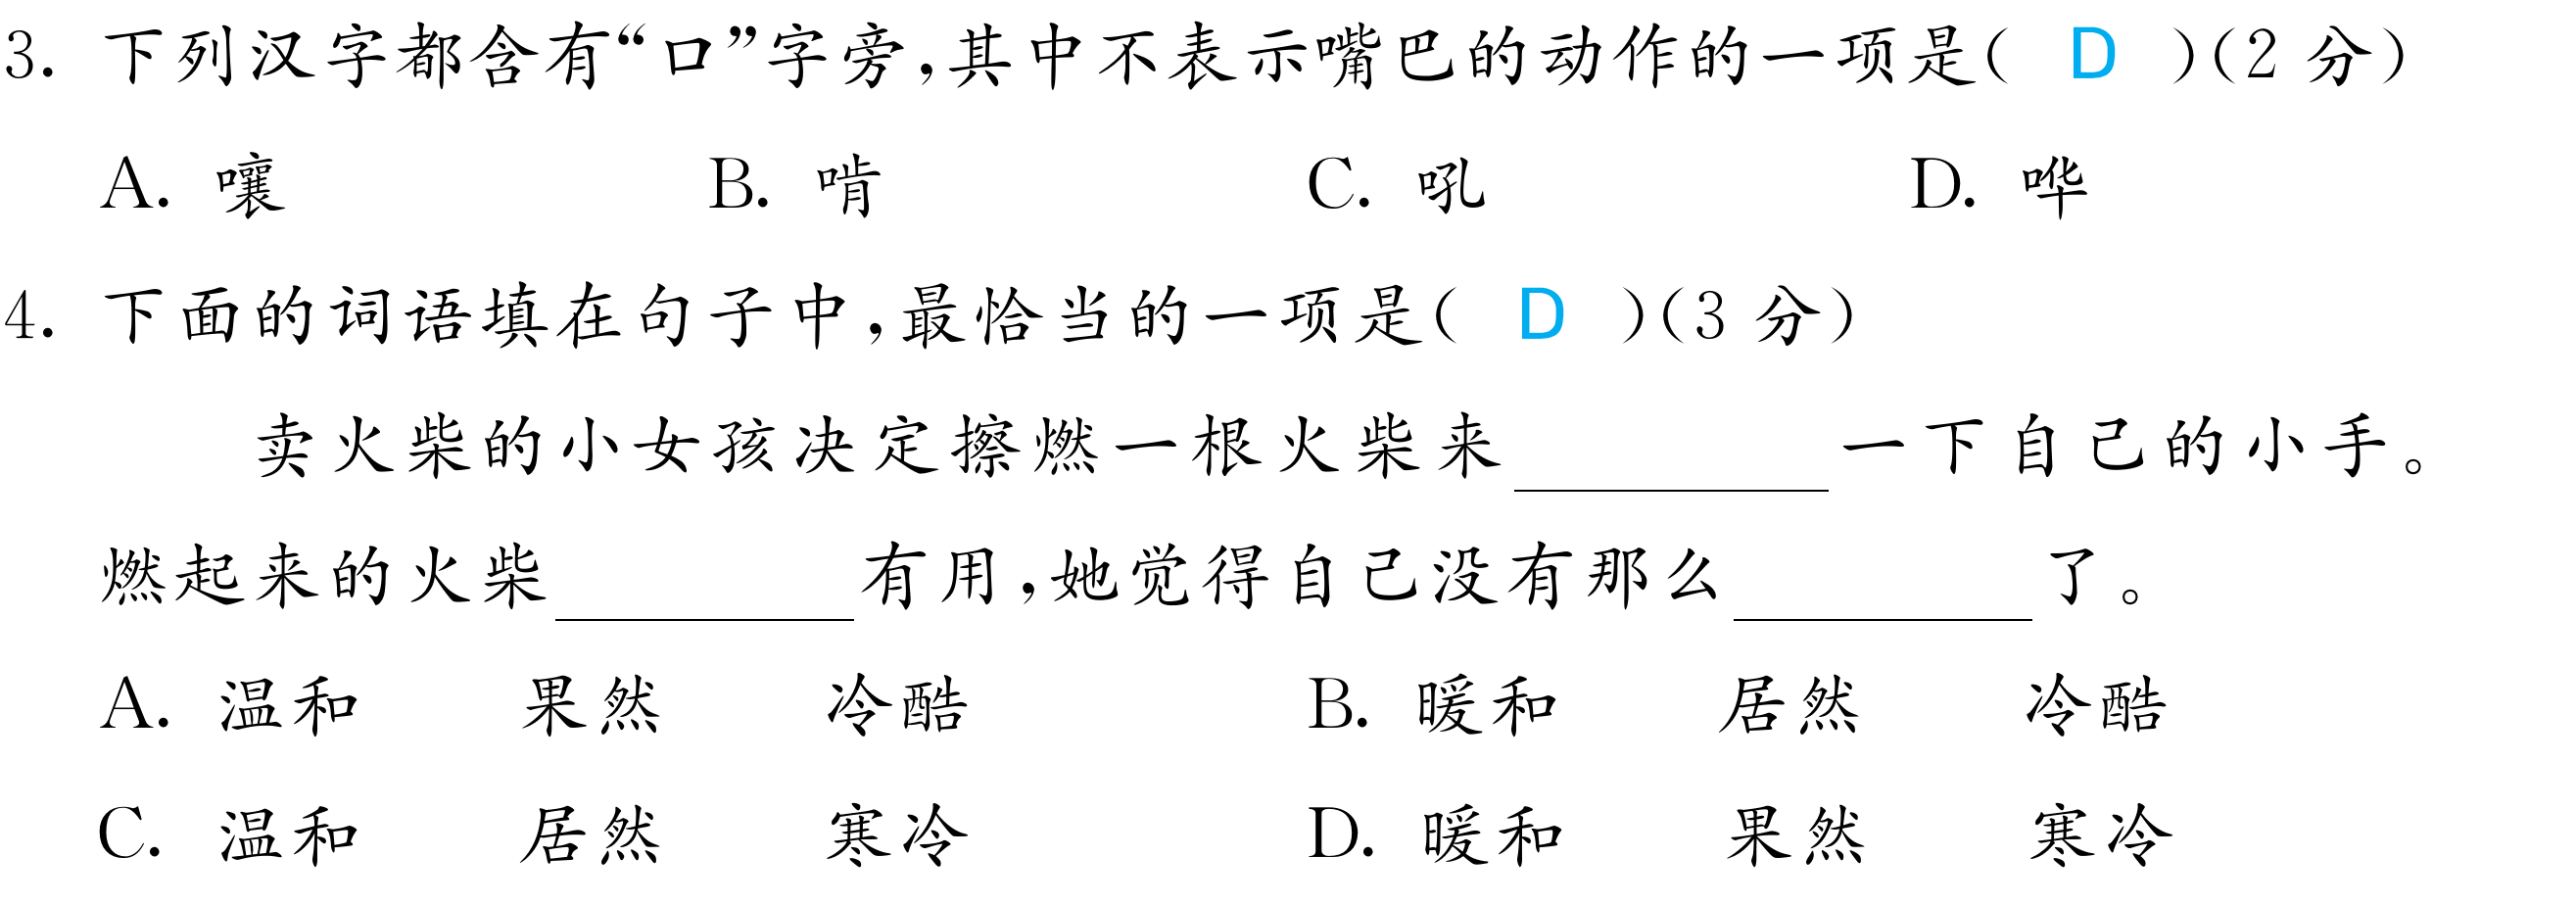 3. 下列汉字都含有“口”字旁,其中不表示嘴巴的动作的一项是( D )(2 分)
A. 嚷 B. 啃 C. 吼 D. 哗
4. 下面的词语填在句子中,最恰当的一项是( D )(3 分)
卖火柴的小女孩决定擦燃一根火柴来________一下自己的小手。
燃起来的火柴________有用,她觉得自己没有那么________了。
A. 温和 果然 冷酷 B. 暖和 居然 冷酷
C. 温和 居然 寒冷 D. 暖和 果然 寒冷